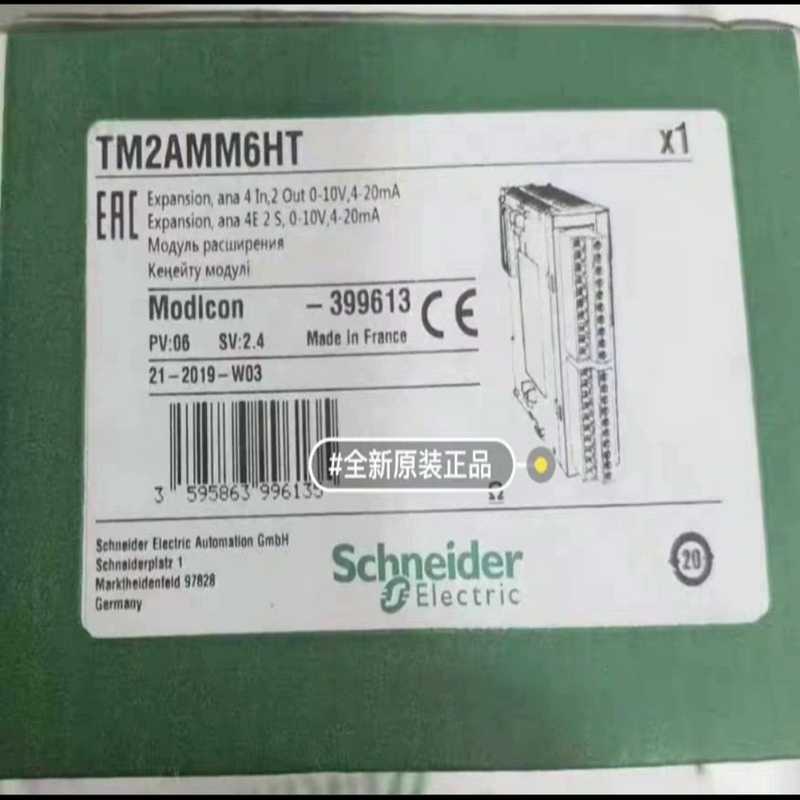 TM2AMM6HT
x1
EAC
Expansion, ana 4 In,2 Out 0-10V,4-20mA
Expansion, ana 4E 2 S, 0-10V,4-20mA
Модуль расширения
Кеңейту модулі
Modicon
-399613
CE
PV:06 SV:2.4 Made in France
21-2019-W03
#全新原装正品
3 595863 996135
Schneider Electric Automation GmbH
Schneiderplatz 1
Marktheidenfeld 97828
Germany
Schneider
Electric
20